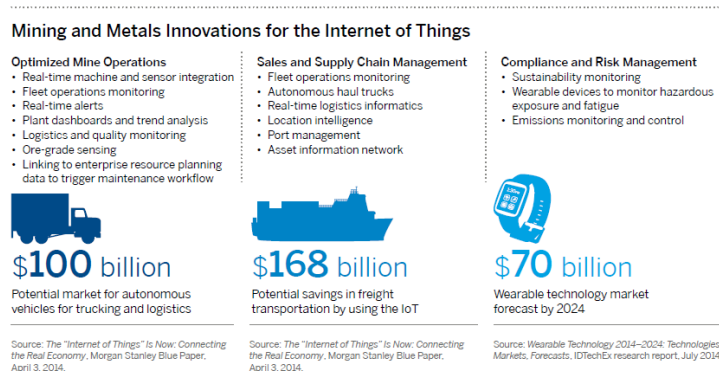 Mining and Metals Innovations for the Internet of Things
Optimized Mine Operations
• Real-time machine and sensor integration
• Fleet operations monitoring
• Real-time alerts
• Plant dashboards and trend analysis
• Logistics and quality monitoring
• Ore-grade sensing
• Linking to enterprise resource planning
data to trigger maintenance workflow
$100 billion
Potential market for autonomous
vehicles for trucking and logistics
Source: The "Internet of Things" Is Now: Connecting
the Real Economy, Morgan Stanley Blue Paper,
April 3, 2014.
Sales and Supply Chain Management
• Fleet operations monitoring
• Autonomous haul trucks
• Real-time logistics informatics
• Location intelligence
• Port management
• Asset information network
$168 billion
Potential savings in freight
transportation by using the IoT
Source: The "Internet of Things" Is Now: Connecting
the Real Economy, Morgan Stanley Blue Paper,
April 3, 2014.
Compliance and Risk Management
• Sustainability monitoring
• Wearable devices to monitor hazardous
exposure and fatigue
• Emissions monitoring and control
$70 billion
Wearable technology market
forecast by 2024
Source: Wearable Technology 2014–2024: Technologies
Markets, Forecasts, IDTechEx research report, July 2014